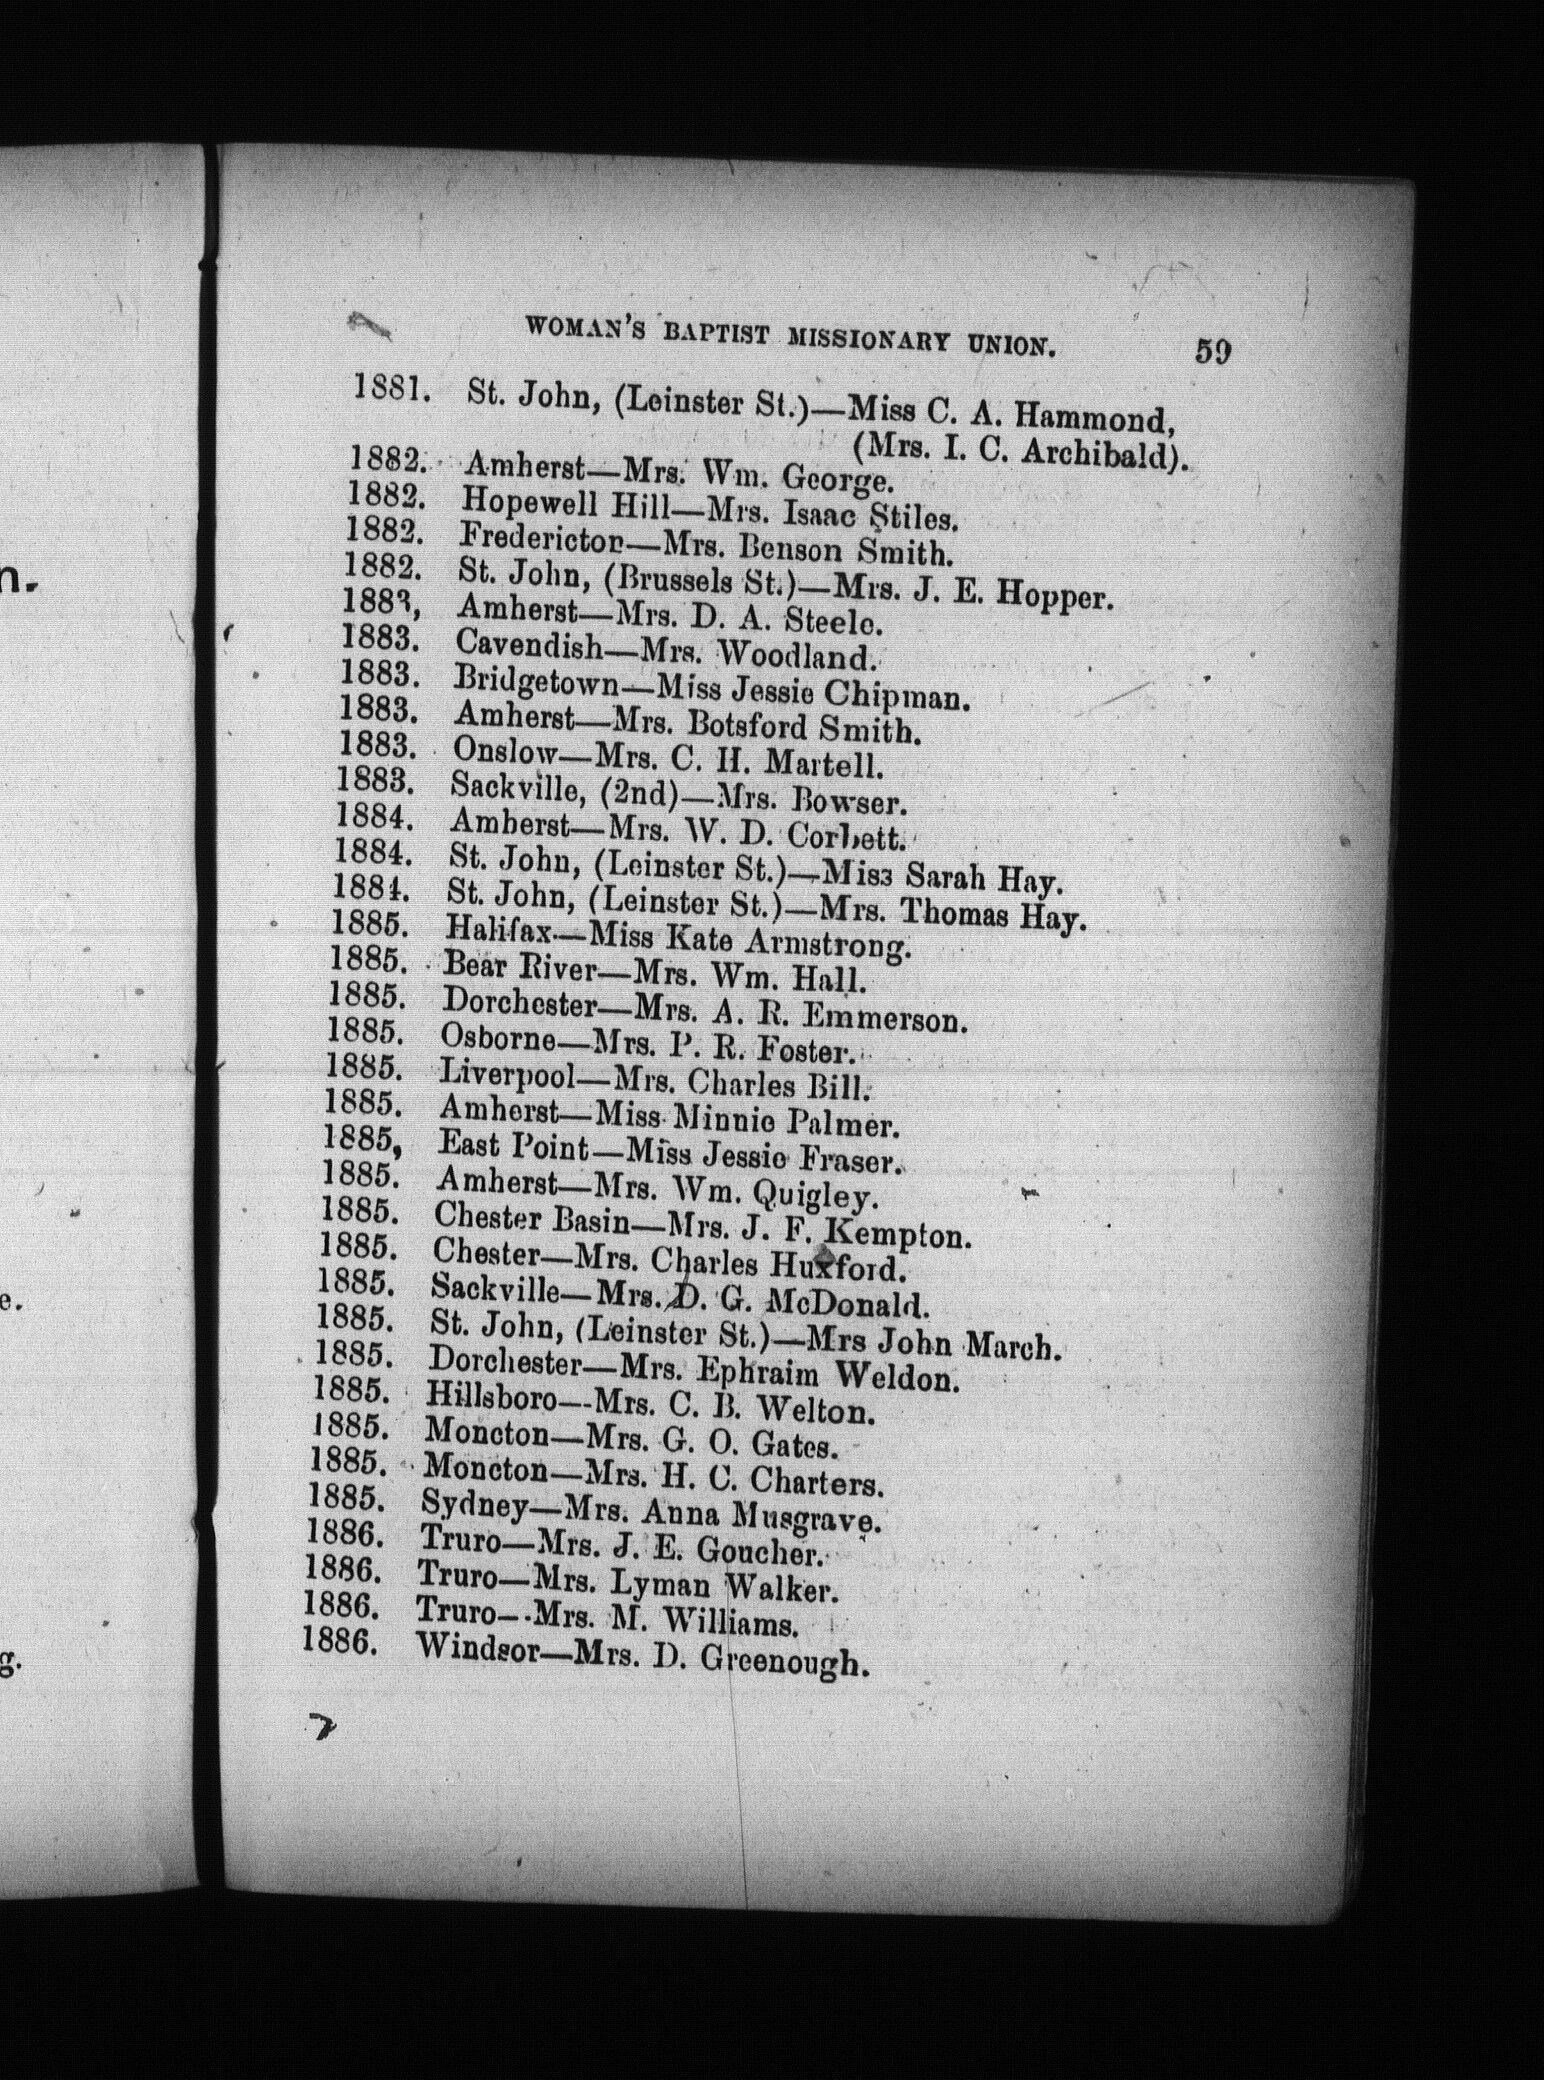 WOMAN'S BAPTIST MISSIONARY UNION. 59
1881. St. John, (Leinster St.)—Miss C. A. Hammond,
(Mrs. I. C. Archibald).
1882. Amherst—Mrs. Wm. George.
1882. Hopewell Hill—Mrs. Isaac Stiles.
1882. Fredericton—Mrs. Benson Smith.
1882. St. John, (Brussels St.)—Mrs. J. E. Hopper.
1883, Amherst—Mrs. D. A. Steele.
1883. Cavendish—Mrs. Woodland.
1883. Bridgetown—Miss Jessie Chipman.
1883. Amherst—Mrs. Botsford Smith.
1883. Onslow—Mrs. C. H. Martell.
1883. Sackville, (2nd)—Mrs. Bowser.
1884. Amherst—Mrs. W. D. Corbett.
1884. St. John, (Leinster St.)—Miss Sarah Hay.
1884. St. John, (Leinster St.)—Mrs. Thomas Hay.
1885. Halifax—Miss Kate Armstrong.
1885. Bear River—Mrs. Wm. Hall.
1885. Dorchester—Mrs. A. R. Emmerson.
1885. Osborne—Mrs. P. R. Foster.
1885. Liverpool—Mrs. Charles Bill.
1885. Amherst—Miss Minnie Palmer.
1885, East Point—Miss Jessie Fraser.
1885. Amherst—Mrs. Wm. Quigley.
1885. Chester Basin—Mrs. J. F. Kempton.
1885. Chester—Mrs. Charles Huxford.
1885. Sackville—Mrs. D. G. McDonald.
1885. St. John, (Leinster St.)—Mrs John March.
1885. Dorchester—Mrs. Ephraim Weldon.
1885. Hillsboro—-Mrs. C. B. Welton.
1885. Moncton—Mrs. G. O. Gates.
1885. Moncton—Mrs. H. C. Charters.
1885. Sydney—Mrs. Anna Musgrave.
1886. Truro—Mrs. J. E. Goucher.
1886. Truro—Mrs. Lyman Walker.
1886. Truro—Mrs. M. Williams.
1886. Windsor—Mrs. D. Greenough.
n.
e.
g.